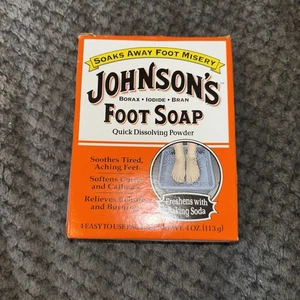 SOAKS AWAY FOOT MISERY
JOHNSON'S
BORAX • IODIDE • BRAN
FOOT SOAP
Quick Dissolving Powder
Soothes Tired,
Aching Feet
Softens Corns
and Calluses
Relieves
and
Freshens with
Baking Soda
4 EASY TO USE 4 OZ. (113 g)